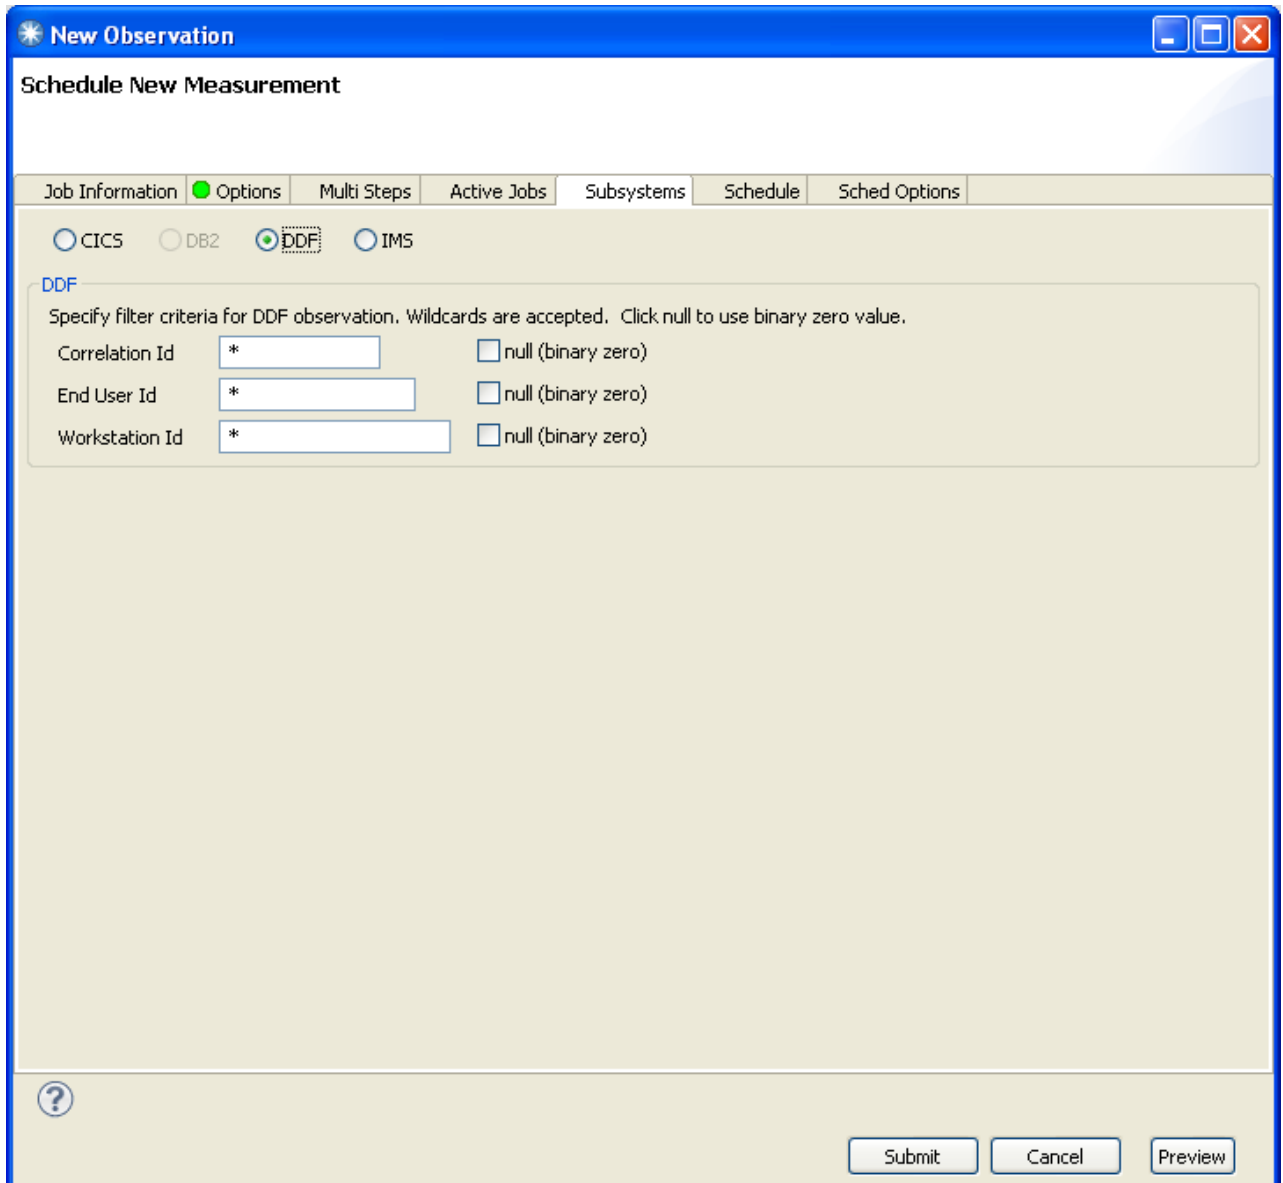 New Observation
Schedule New Measurement
Job Information Options Multi Steps Active Jobs Subsystems Schedule Sched Options
CICS DB2 DDF IMS
DDF
Specify filter criteria for DDF observation. Wildcards are accepted. Click null to use binary zero value.
Correlation Id * null (binary zero)
End User Id * null (binary zero)
Workstation Id * null (binary zero)
?
Submit Cancel Preview